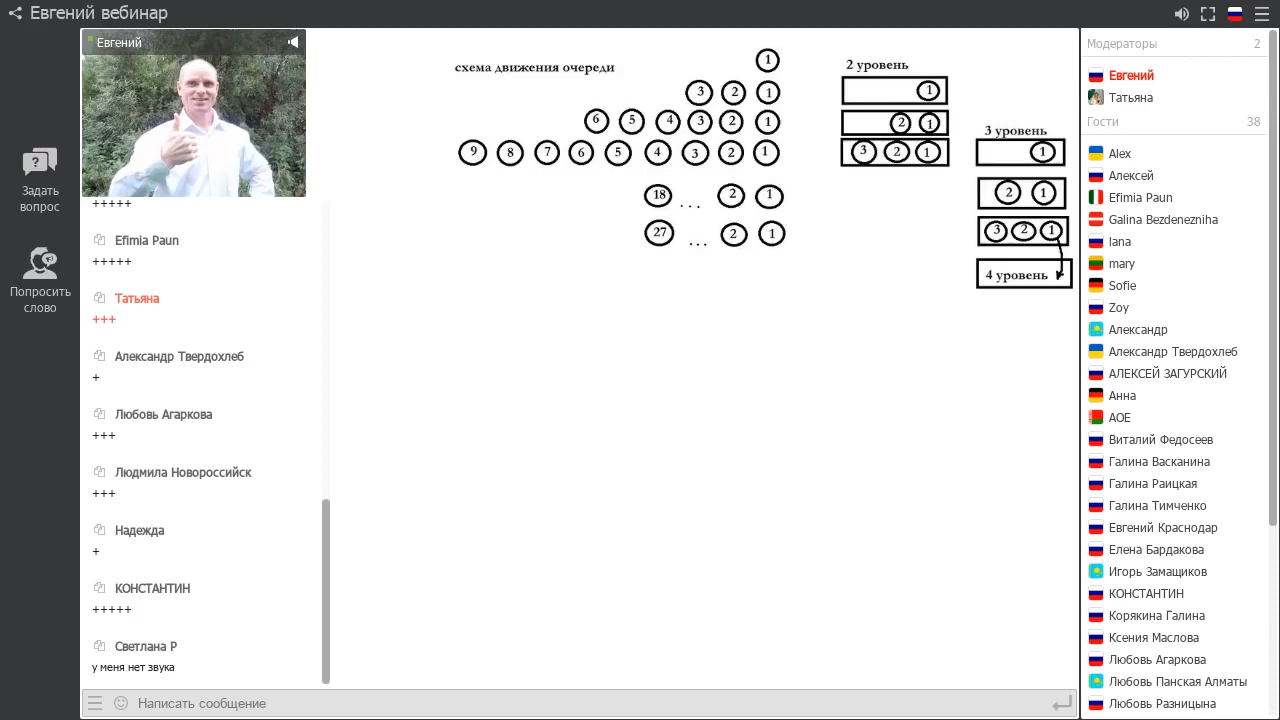 Евгений вебинар
Евгений
Задать
вопрос
Попросить
слово
+++++
Efimia Paun
+++++
Татьяна
+++
Александр Твердохлеб
+
Любовь Агаркова
+++
Людмила Новороссийск
+++
Надежда
+
КОНСТАНТИН
+++++
Светлана Р
у меня нет звука
Написать сообщение
схема движения очереди
1
3 2 1
6 5 4 3 2 1
9 8 7 6 5 4 3 2 1
18 ... 2 1
27 ... 2 1
2 уровень
1
2 1
3 2 1
3 уровень
1
2 1
3 2 1
4 уровень
Модераторы 2
Евгений
Татьяна
Гости 38
Alex
Алексей
Efimia Paun
Galina Bezdenezniha
lana
mary
Sofie
Zoy
Александр
Александр Твердохлеб
АЛЕКСЕЙ ЗАГУРСКИЙ
Анна
АОЕ
Виталий Федосеев
Галина Васканина
Галина Раицкая
Галина Тимченко
Евгений Краснодар
Елена Бардакова
Игорь Замащиков
КОНСТАНТИН
Корякина Галина
Ксения Маслова
Любовь Агаркова
Любовь Панская Алматы
Любовь Разницына